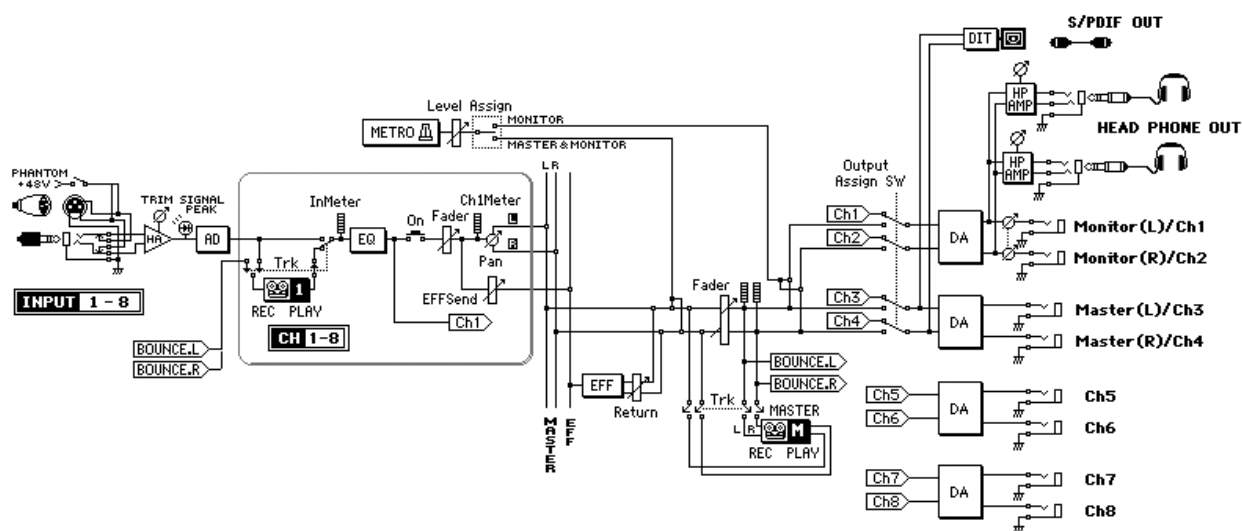 S/PDIF OUT
DIT
HP
AMP
Level Assign
MONITOR
METRO
MASTER&MONITOR
HEAD PHONE OUT
L R
Output
Assign SW
HP
AMP
PHANTOM
+48V
TRIM SIGNAL
PEAK
InMeter
Ch1Meter
On
Fader
L
Ch1
HA
AD
EQ
R
Ch2
DA
Monitor(L)/Ch1
Pan
Monitor(R)/Ch2
Trk
1
EFFSend
Fader
INPUT 1-8
REC PLAY
Ch1
Ch3
Ch4
DA
Master(L)/Ch3
CH 1-8
Master(R)/Ch4
BOUNCE.L
BOUNCE.R
BOUNCE.L
BOUNCE.R
EFF
Return
Trk
MASTER
L R
M
REC PLAY
MASTER
EFF
Ch5
Ch6
DA
Ch5
Ch6
Ch7
Ch8
DA
Ch7
Ch8